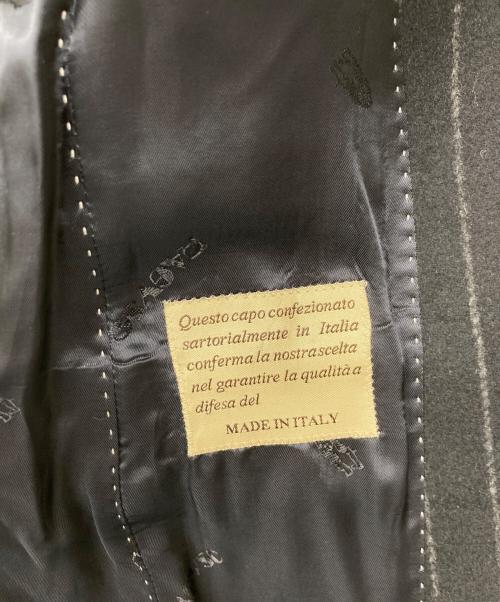 Questo capo confezionato
sartorialmente in Italia
conferma la nostra scelta
nel garantire la qualità a
difesa del
MADE IN ITALY